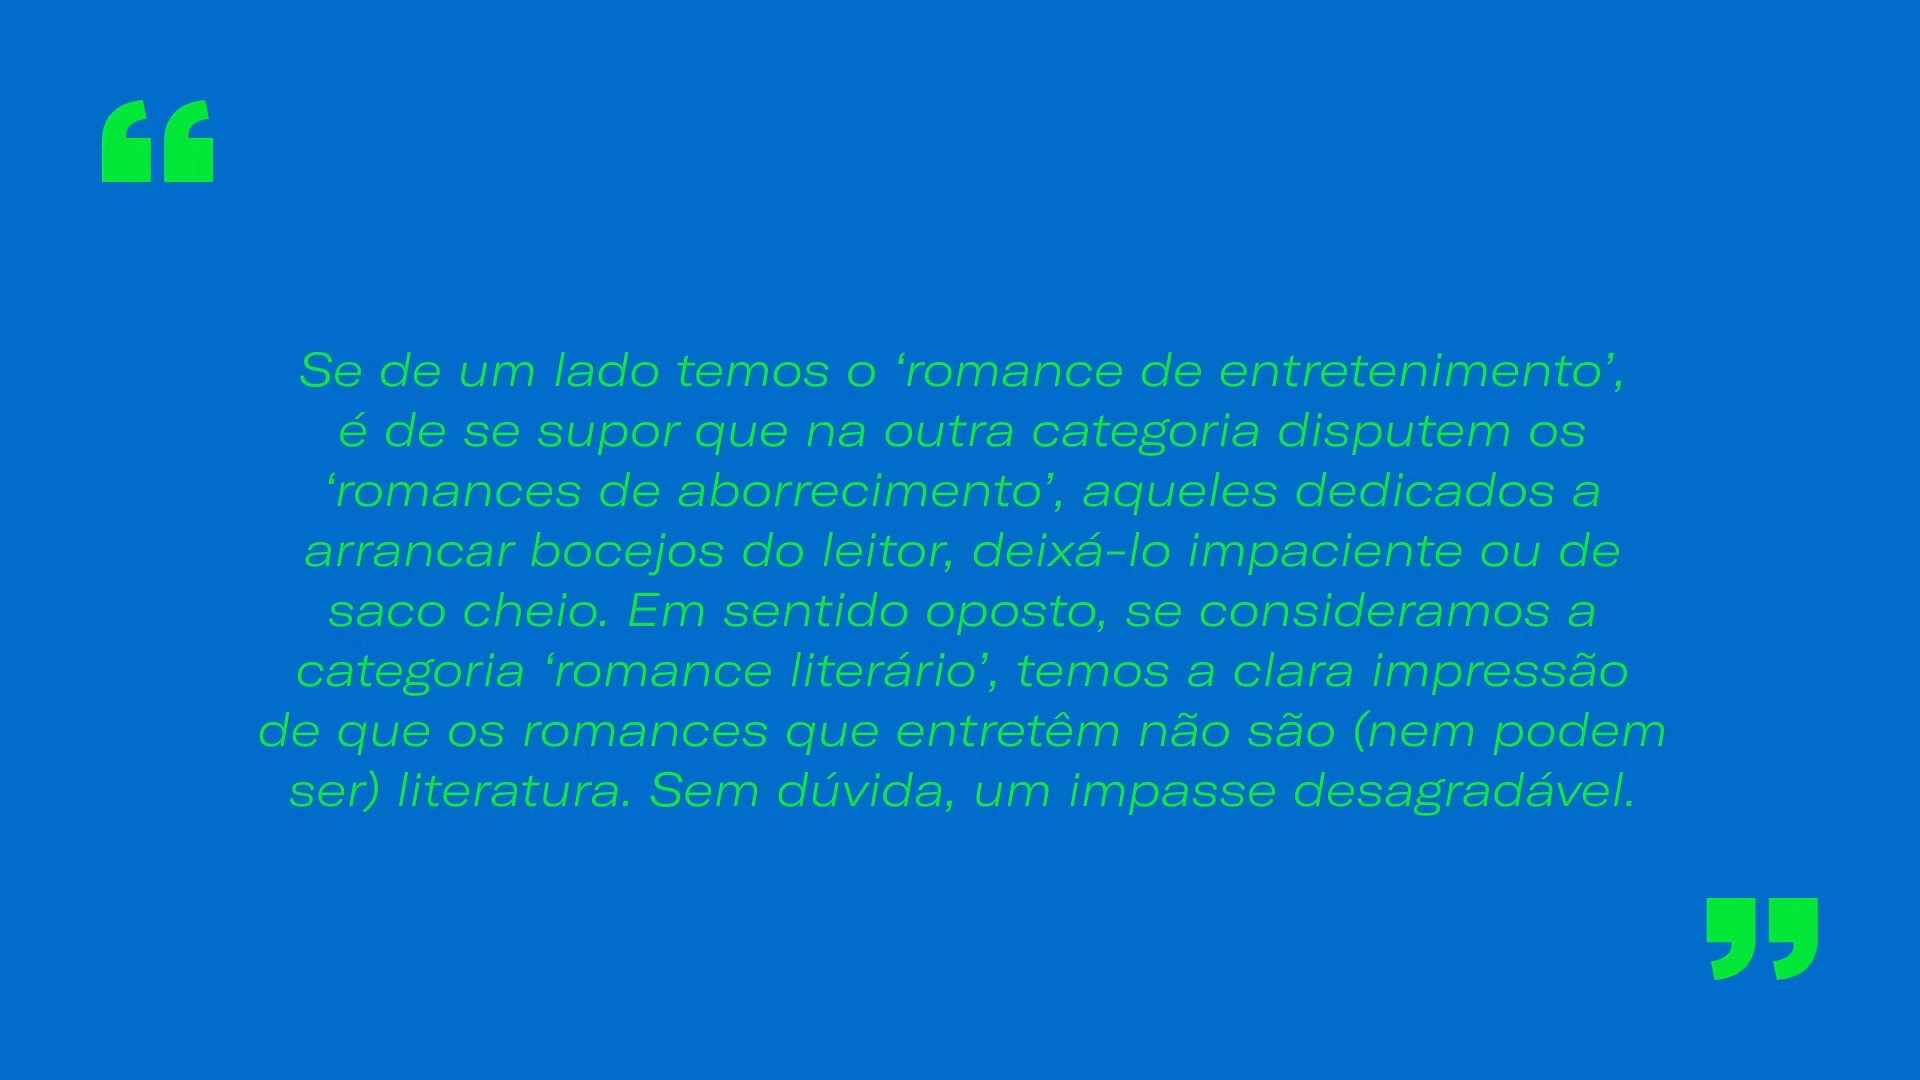 “
Se de um lado temos o ‘romance de entretenimento’,
é de se supor que na outra categoria disputem os
‘romances de aborrecimento’, aqueles dedicados a
arrancar bocejos do leitor, deixá-lo impaciente ou de
saco cheio. Em sentido oposto, se consideramos a
categoria ‘romance literário’, temos a clara impressão
de que os romances que entretêm não são (nem podem
ser) literatura. Sem dúvida, um impasse desagradável.
”